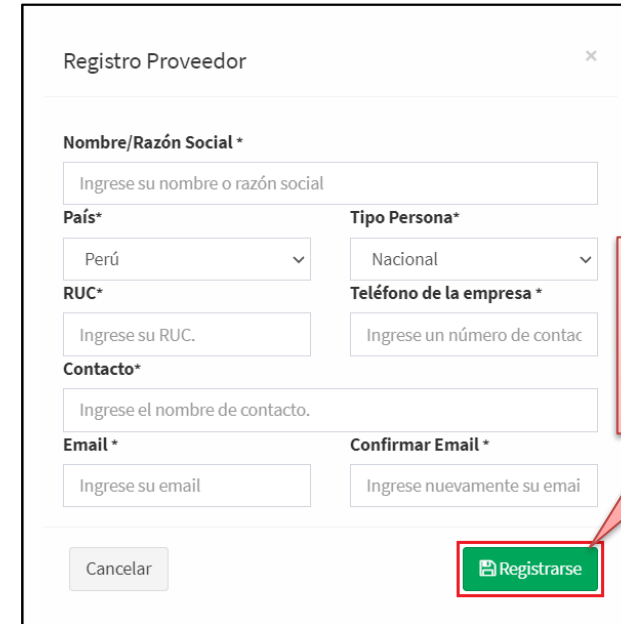 Registro Proveedor ×
Nombre/Razón Social *
Ingrese su nombre o razón social
País* Tipo Persona*
Perú Nacional
RUC* Teléfono de la empresa *
Ingrese su RUC. Ingrese un número de contac
Contacto*
Ingrese el nombre de contacto.
Email * Confirmar Email *
Ingrese su email Ingrese nuevamente su emai
Cancelar Registrarse